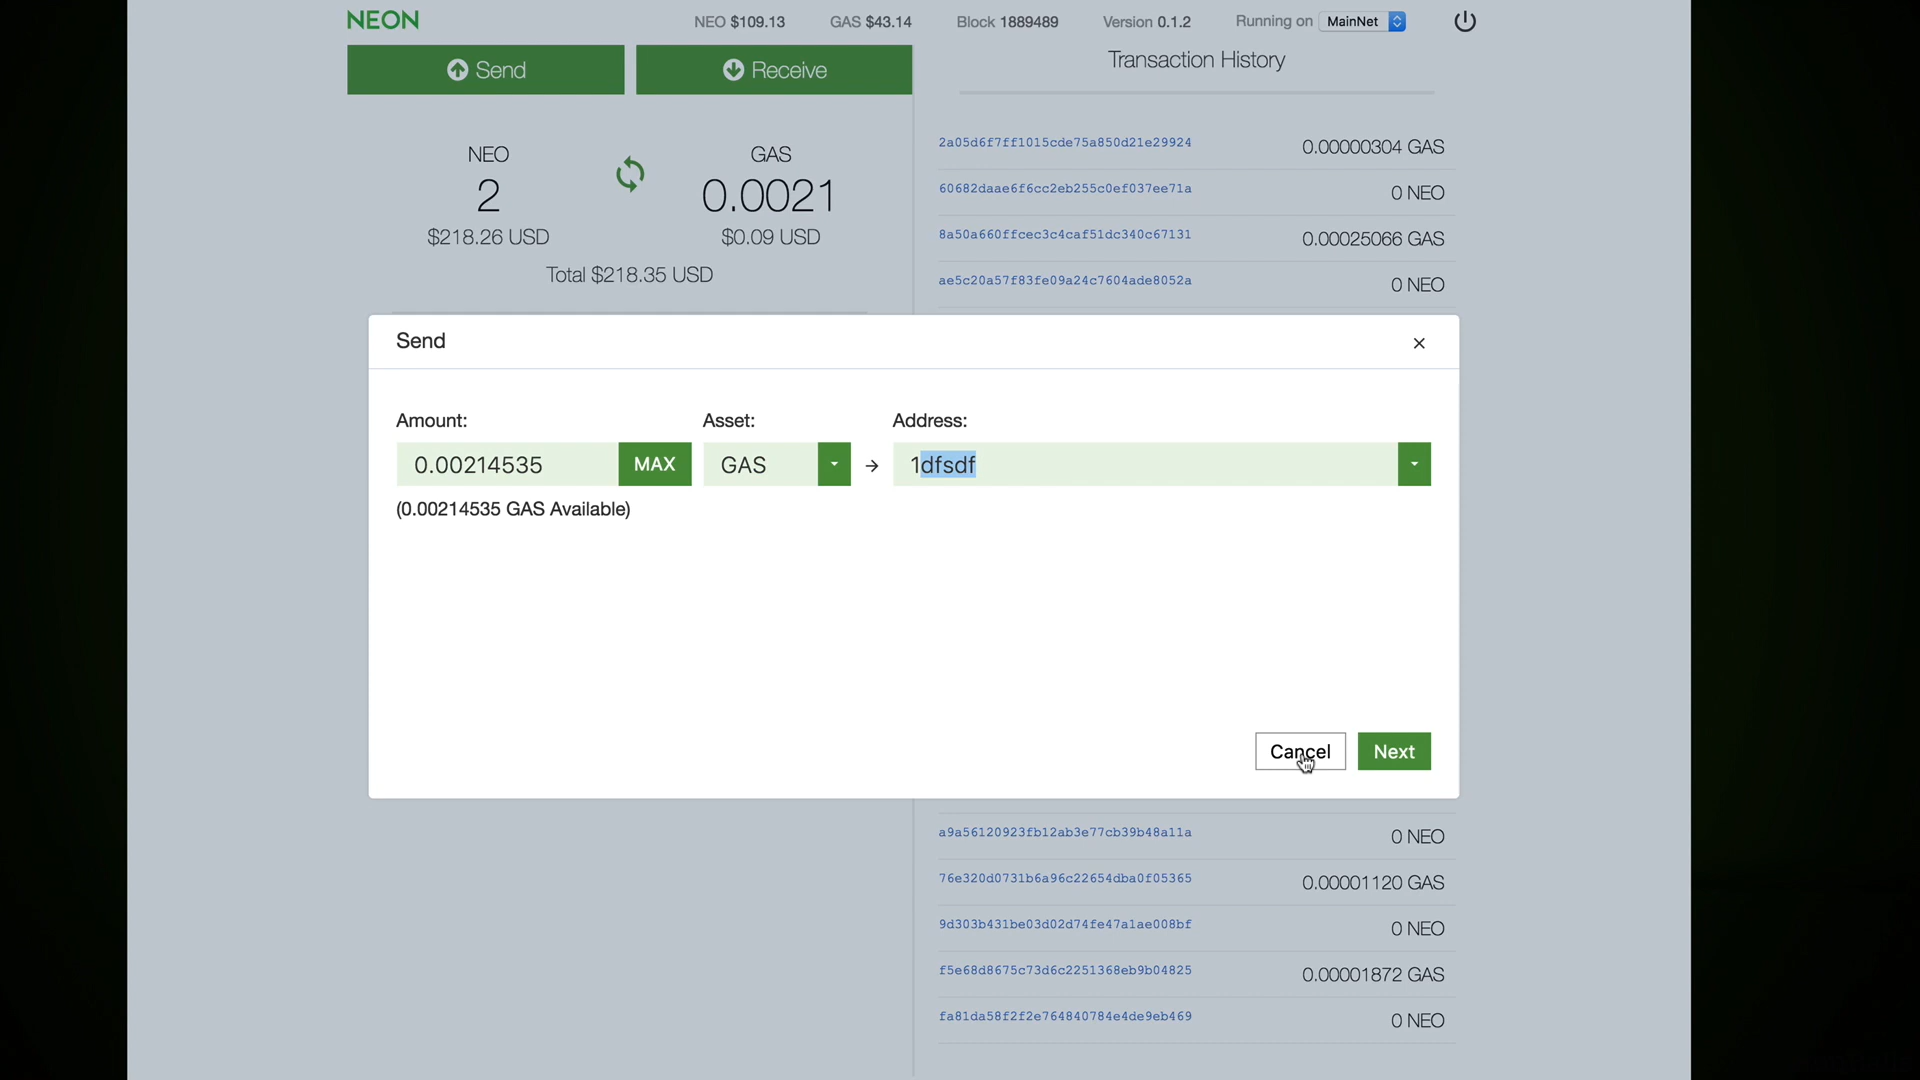 NEON
NEO $109.13
GAS $43.14
Block 1889489
Version 0.1.2
Running on MainNet
Send
Receive
NEO
2
$218.26 USD
GAS
0.0021
$0.09 USD
Total $218.35 USD
Transaction History
2a05d6f7ff1015cde75a850d21e29924 0.00000304 GAS
60682daae6f6cc2eb255c0ef037ee71a 0 NEO
8a50a660ffcec3c4caf51dc340c67131 0.00025066 GAS
ae5c20a57f83fe09a24c7604ade8052a 0 NEO
Send
×
Amount:
Asset:
Address:
0.00214535
MAX
GAS
→
1dfsdf
(0.00214535 GAS Available)
Cancel
Next
a9a56120923fb12ab3e77cb39b48a11a 0 NEO
76e320d0731b6a96c22654dba0f05365 0.00001120 GAS
9d303b431be03d02d74fe47a1ae008bf 0 NEO
f5e68d8675c73d6c2251368eb9b04825 0.00001872 GAS
fa81da58f2f2e764840784e4de9eb469 0 NEO